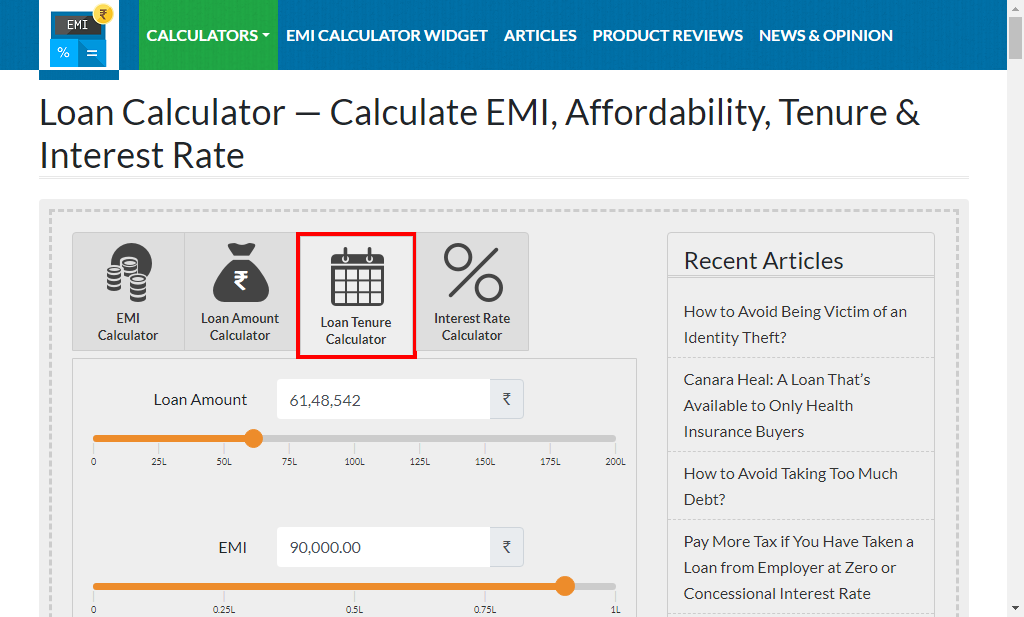 EMI
₹
%
=
CALCULATORS
EMI CALCULATOR WIDGET
ARTICLES
PRODUCT REVIEWS
NEWS & OPINION
Loan Calculator — Calculate EMI, Affordability, Tenure &
Interest Rate
EMI
Calculator
₹
Loan Amount
Calculator
Loan Tenure
Calculator
Interest Rate
Calculator
Loan Amount
61,48,542
₹
0 25L 50L 75L 100L 125L 150L 175L 200L
EMI
90,000.00
₹
0 0.25L 0.5L 0.75L 1L
Recent Articles
How to Avoid Being Victim of an
Identity Theft?
Canara Heal: A Loan That’s
Available to Only Health
Insurance Buyers
How to Avoid Taking Too Much
Debt?
Pay More Tax if You Have Taken a
Loan from Employer at Zero or
Concessional Interest Rate